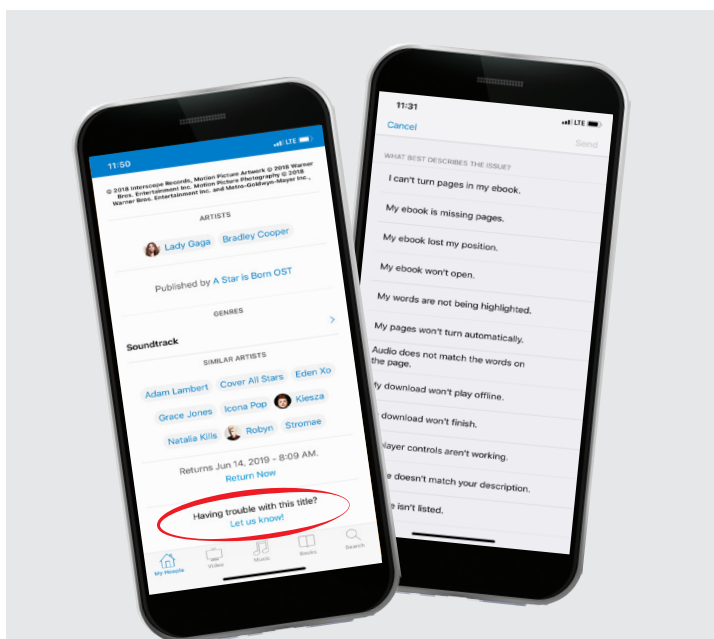 11:50
LTE
© 2018 Interscope Records, Motion Picture Artwork © 2018 Warner
Bros. Entertainment Inc. Motion Picture Photography © 2018
Warner Bros. Entertainment Inc. and Metro-Goldwyn-Mayer Inc.,
ARTISTS
Lady Gaga Bradley Cooper
Published by A Star is Born OST
GENRES
Soundtrack
SIMILAR ARTISTS
Adam Lambert Cover All Stars Eden Xo
Grace Jones Icona Pop Kiesza
Natalia Kills Robyn Stromae
Returns Jun 14, 2019 - 8:09 AM.
Return Now
Having trouble with this title?
Let us know!
My Hoopla Video Music Books Search
11:31
LTE
Cancel Send
WHAT BEST DESCRIBES THE ISSUE?
I can't turn pages in my ebook.
My ebook is missing pages.
My ebook lost my position.
My ebook won't open.
My words are not being highlighted.
My pages won't turn automatically.
Audio does not match the words on
the page.
y download won't play offline.
download won't finish.
player controls aren't working.
e doesn't match your description.
e isn't listed.